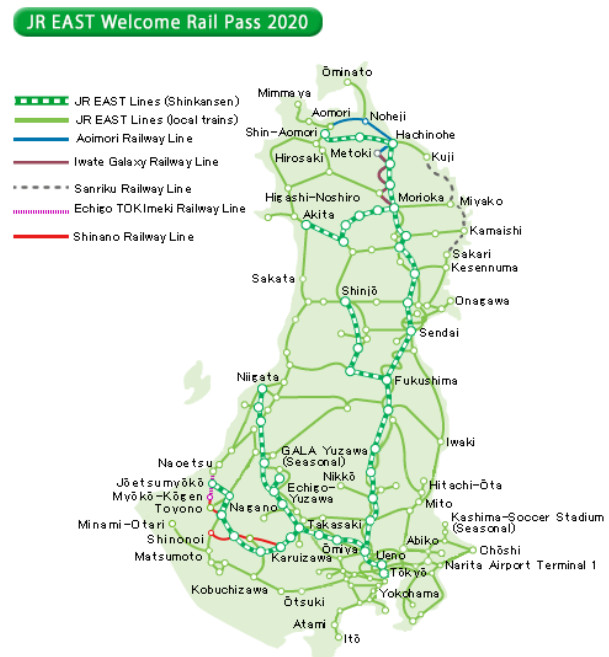 JR EAST Welcome Rail Pass 2020
JR EAST Lines (Shinkansen)
JR EAST Lines (local trains)
Aoimori Railway Line
Iwate Galaxy Railway Line
Sanriku Railway Line
Echigo TOKImeki Railway Line
Shinano Railway Line
Ōminato
Mimmaya
Aomori
Noheji
Shin-Aomori
Hachinohe
Metoki
Hirosaki
Kuji
Higashi-Noshiro
Morioka
Miyako
Akita
Kamaishi
Sakari
Kesennuma
Sakata
Shinjō
Onagawa
Sendai
Niigata
Fukushima
Iwaki
Naoetsu
GALA Yuzawa
(Seasonal)
Nikkō
Jōetsumyōkō
Echigo-
Yuzawa
Hitachi-Ōta
Myōkō-Kōgen
Toyono
Nagano
Mito
Minami-Otari
Takasaki
Kashima-Soccer Stadium
(Seasonal)
Shinonoi
Ōmiya
Abiko
Matsumoto
Karuizawa
Ueno
Chōshi
Tōkyō
Narita Airport Terminal 1
Kobuchizawa
Ōtsuki
Yokohama
Atami
Itō